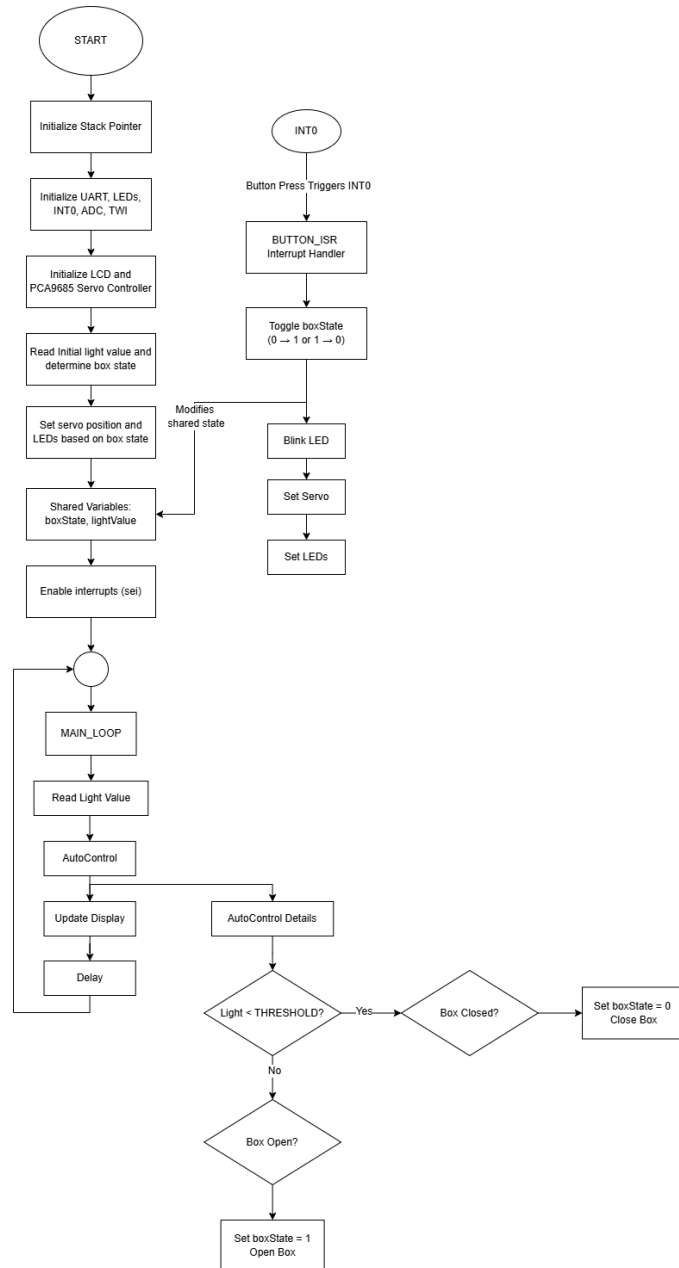 START
Initialize Stack Pointer
Initialize UART, LEDs,
INT0, ADC, TWI
Initialize LCD and
PCA9685 Servo Controller
Read Initial light value and
determine box state
Set servo position and
LEDs based on box state
Shared Variables:
boxState, lightValue
Enable interrupts (sei)
MAIN_LOOP
Read Light Value
AutoControl
Update Display
Delay
INT0
Button Press Triggers INT0
BUTTON_ISR
Interrupt Handler
Toggle boxState
(0 → 1 or 1 → 0)
Modifies
shared state
Blink LED
Set Servo
Set LEDs
AutoControl Details
Light < THRESHOLD?
Yes
Box Closed?
Set boxState = 0
Close Box
No
Box Open?
Set boxState = 1
Open Box